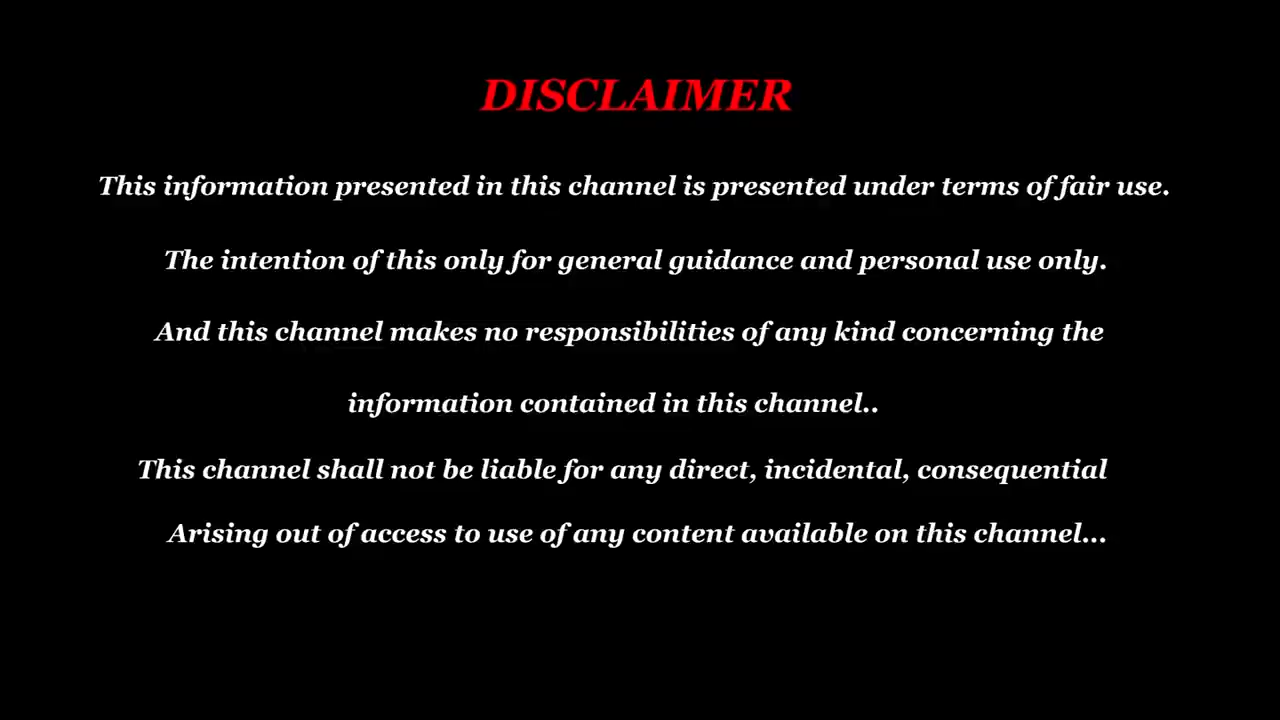 DISCLAIMER
This information presented in this channel is presented under terms of fair use.
The intention of this only for general guidance and personal use only.
And this channel makes no responsibilities of any kind concerning the
information contained in this channel..
This channel shall not be liable for any direct, incidental, consequential
Arising out of access to use of any content available on this channel...